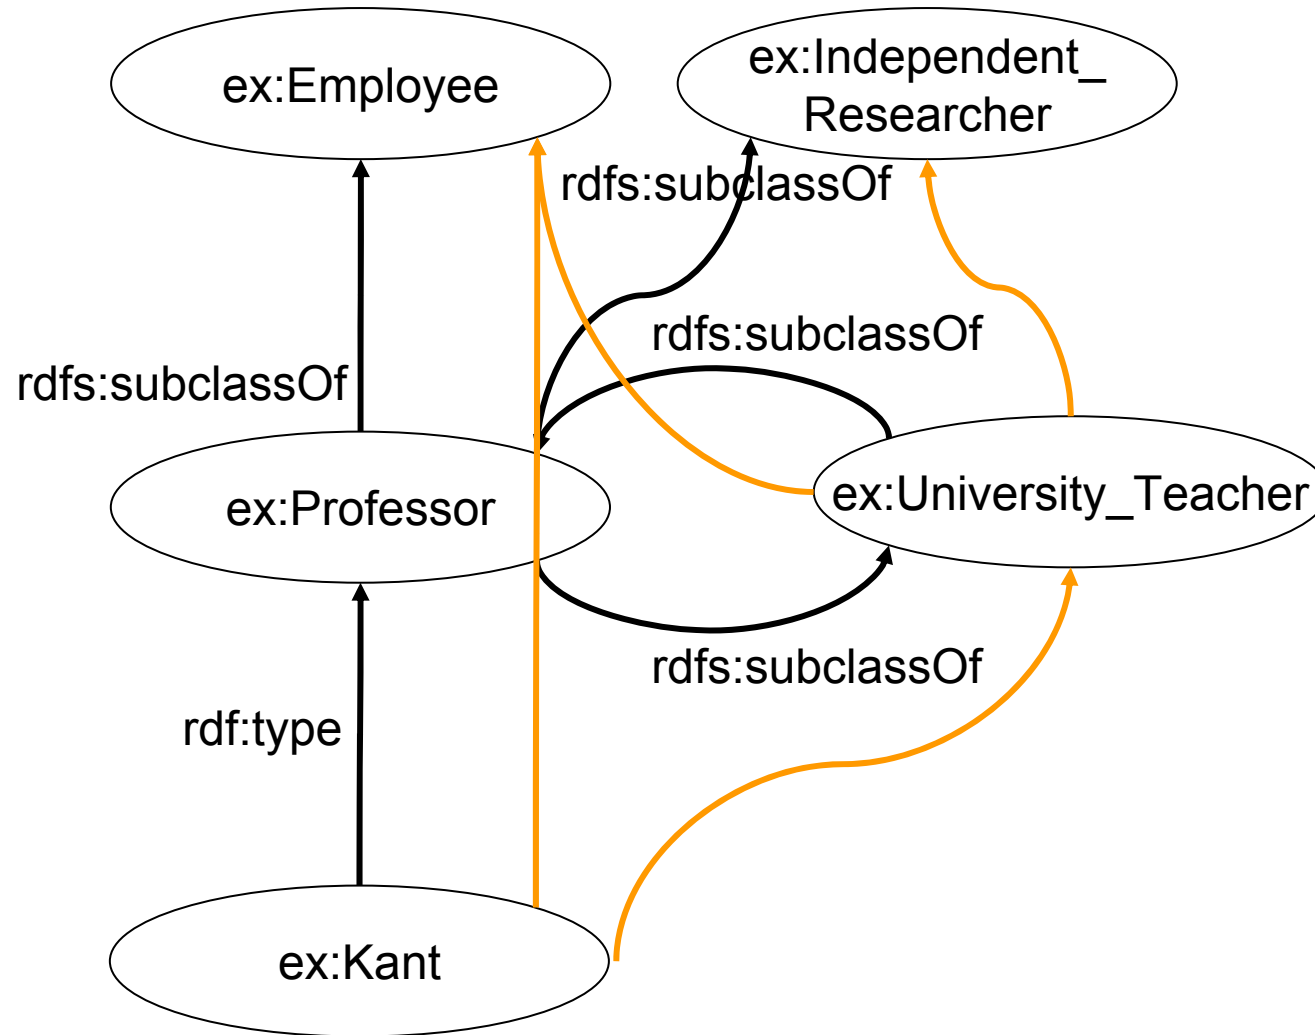 ex:Employee
ex:Independent_
Researcher
rdfs:subclassOf
rdfs:subclassOf
rdfs:subclassOf
ex:Professor
ex:University_Teacher
rdfs:subclassOf
rdf:type
ex:Kant